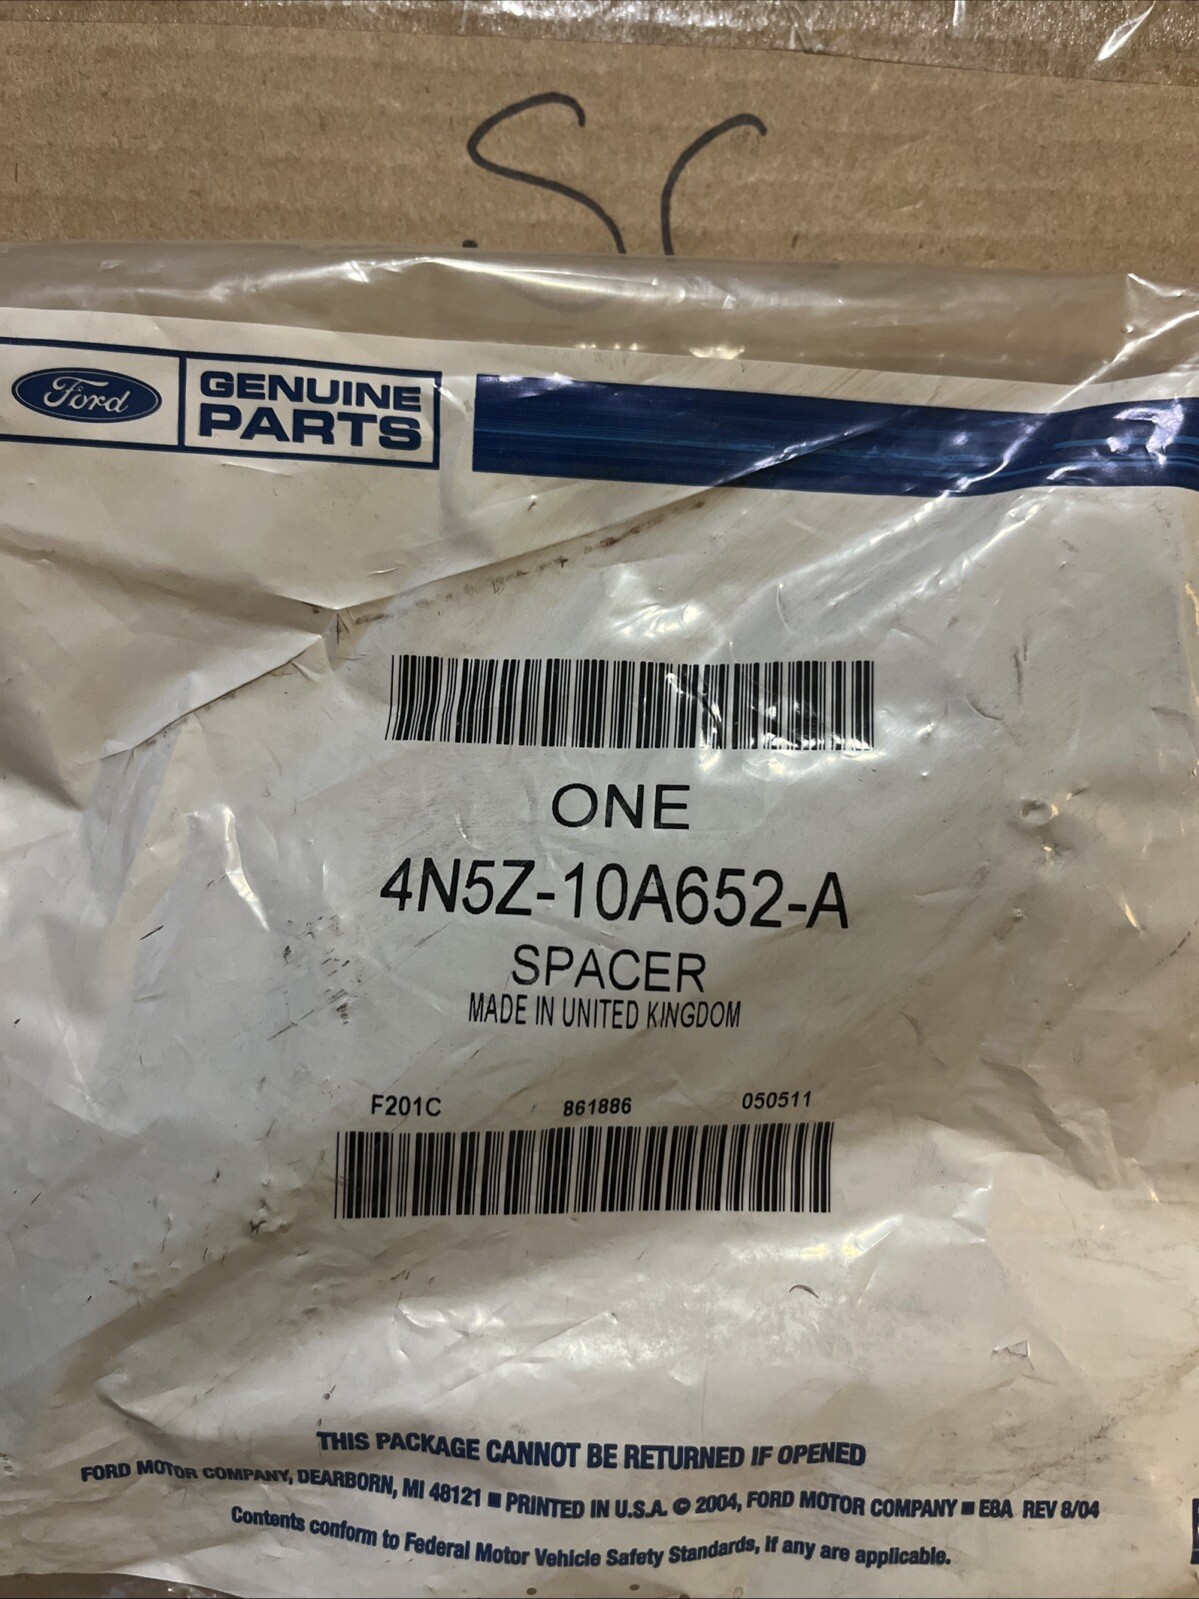 Ford
GENUINE
PARTS
ONE
4N5Z-10A652-A
SPACER
MADE IN UNITED KINGDOM
F201C 861886 050511
THIS PACKAGE CANNOT BE RETURNED IF OPENED
FORD MOTOR COMPANY, DEARBORN, MI 48121 ■ PRINTED IN U.S.A. © 2004, FORD MOTOR COMPANY ■ E8A REV 8/04
Contents conform to Federal Motor Vehicle Safety Standards, if any are applicable.